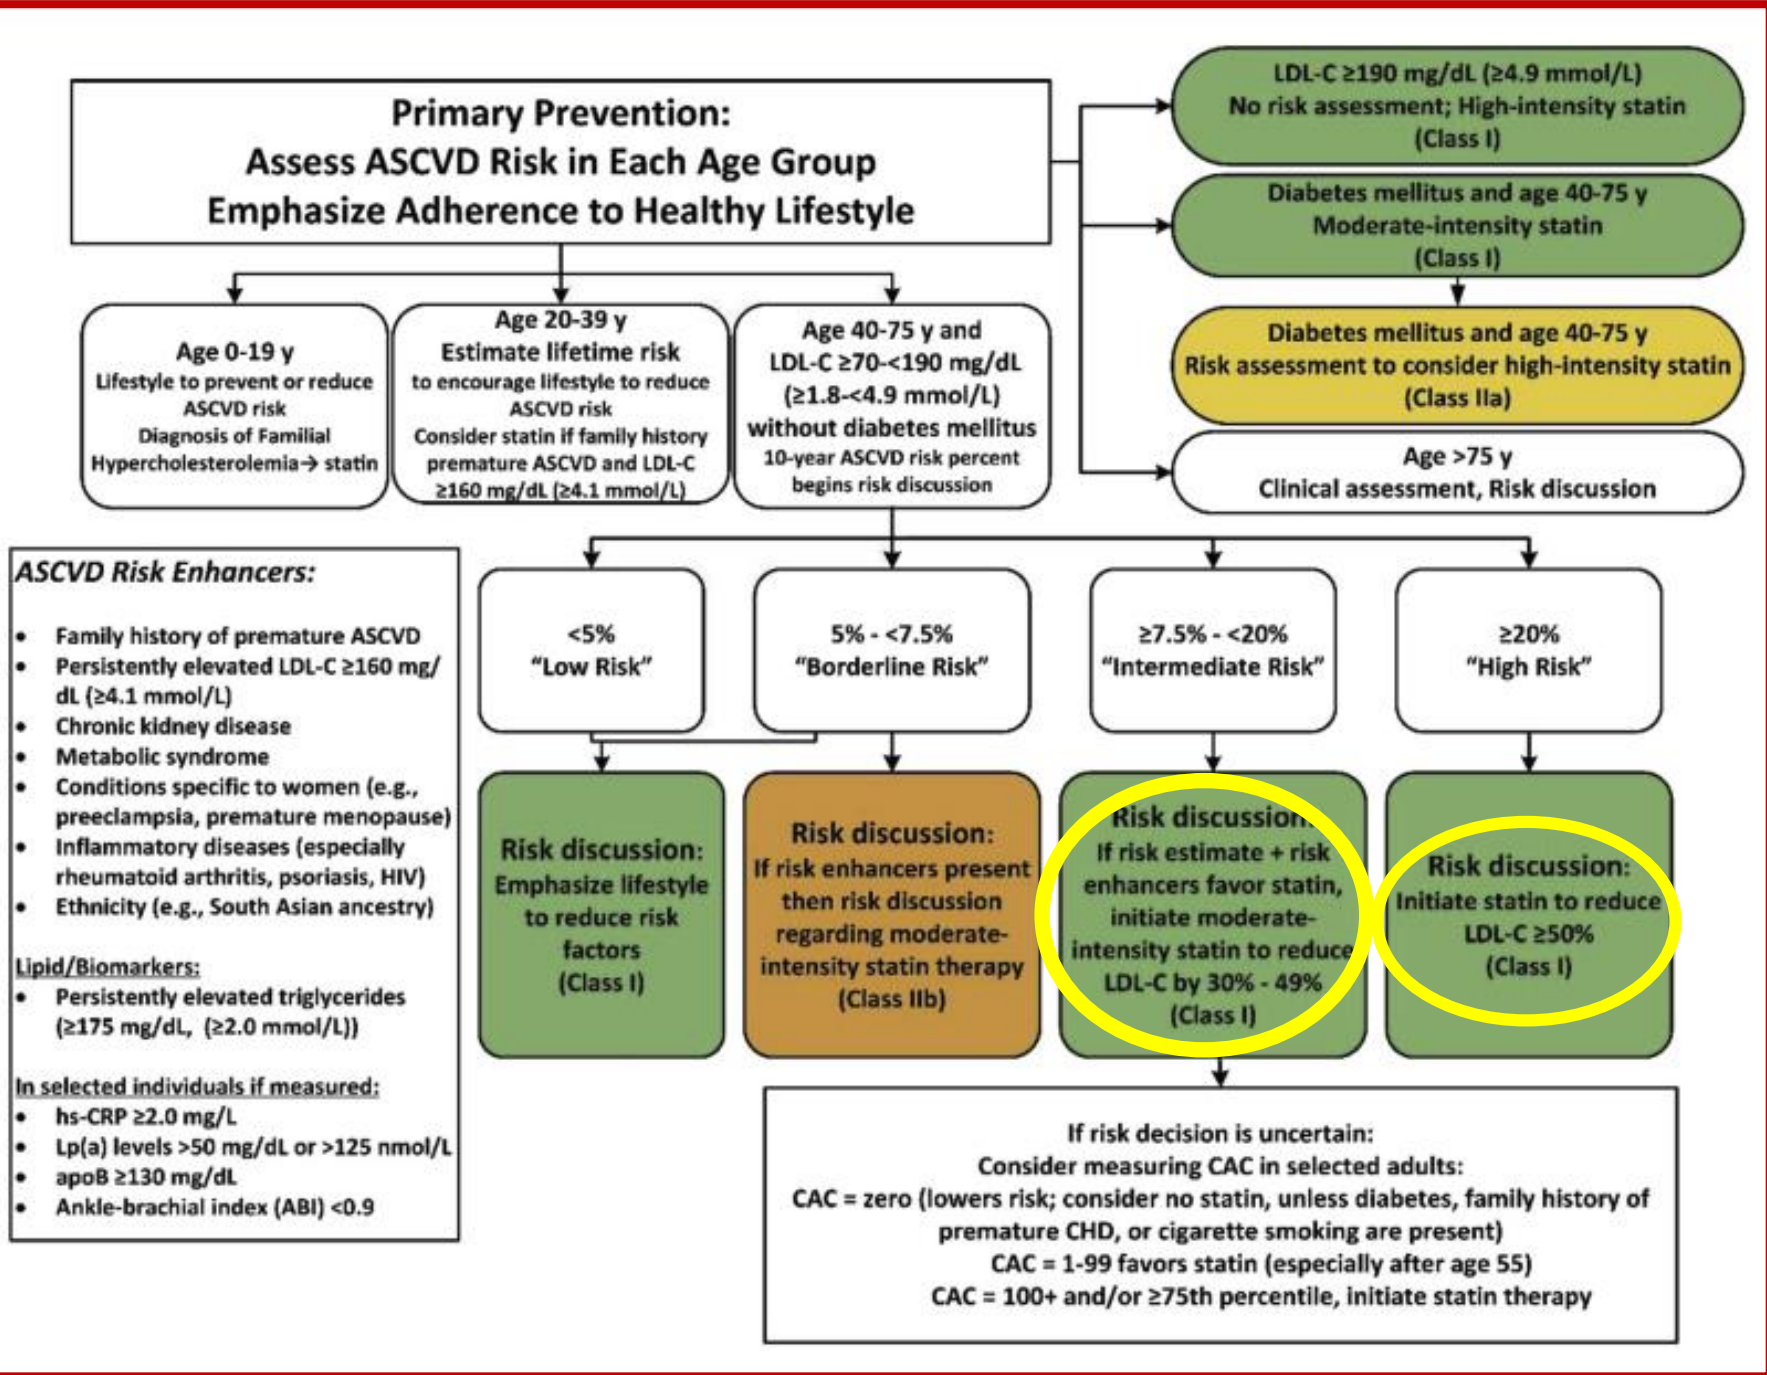 Primary Prevention:
Assess ASCVD Risk in Each Age Group
Emphasize Adherence to Healthy Lifestyle
LDL-C ≥190 mg/dL (≥4.9 mmol/L)
No risk assessment; High-intensity statin
(Class I)
Diabetes mellitus and age 40-75 y
Moderate-intensity statin
(Class I)
Diabetes mellitus and age 40-75 y
Risk assessment to consider high-intensity statin
(Class IIa)
Age >75 y
Clinical assessment, Risk discussion
Age 0-19 y
Lifestyle to prevent or reduce
ASCVD risk
Diagnosis of Familial
Hypercholesterolemia→ statin
Age 20-39 y
Estimate lifetime risk
to encourage lifestyle to reduce
ASCVD risk
Consider statin if family history
premature ASCVD and LDL-C
≥160 mg/dL (≥4.1 mmol/L)
Age 40-75 y and
LDL-C ≥70-<190 mg/dL
(≥1.8-<4.9 mmol/L)
without diabetes mellitus
10-year ASCVD risk percent
begins risk discussion
ASCVD Risk Enhancers:
• Family history of premature ASCVD
• Persistently elevated LDL-C ≥160 mg/
dL (≥4.1 mmol/L)
• Chronic kidney disease
• Metabolic syndrome
• Conditions specific to women (e.g.,
preeclampsia, premature menopause)
• Inflammatory diseases (especially
rheumatoid arthritis, psoriasis, HIV)
• Ethnicity (e.g., South Asian ancestry)
Lipid/Biomarkers:
• Persistently elevated triglycerides
(≥175 mg/dL, (≥2.0 mmol/L))
In selected individuals if measured:
• hs-CRP ≥2.0 mg/L
• Lp(a) levels >50 mg/dL or >125 nmol/L
• apoB ≥130 mg/dL
• Ankle-brachial index (ABI) <0.9
<5%
"Low Risk"
5% - <7.5%
"Borderline Risk"
≥7.5% - <20%
"Intermediate Risk"
≥20%
"High Risk"
Risk discussion:
Emphasize lifestyle
to reduce risk
factors
(Class I)
Risk discussion:
If risk enhancers present
then risk discussion
regarding moderate-
intensity statin therapy
(Class IIb)
Risk discussion:
If risk estimate + risk
enhancers favor statin,
initiate moderate-
intensity statin to reduce
LDL-C by 30% - 49%
(Class I)
Risk discussion:
Initiate statin to reduce
LDL-C ≥50%
(Class I)
If risk decision is uncertain:
Consider measuring CAC in selected adults:
CAC = zero (lowers risk; consider no statin, unless diabetes, family history of
premature CHD, or cigarette smoking are present)
CAC = 1-99 favors statin (especially after age 55)
CAC = 100+ and/or ≥75th percentile, initiate statin therapy